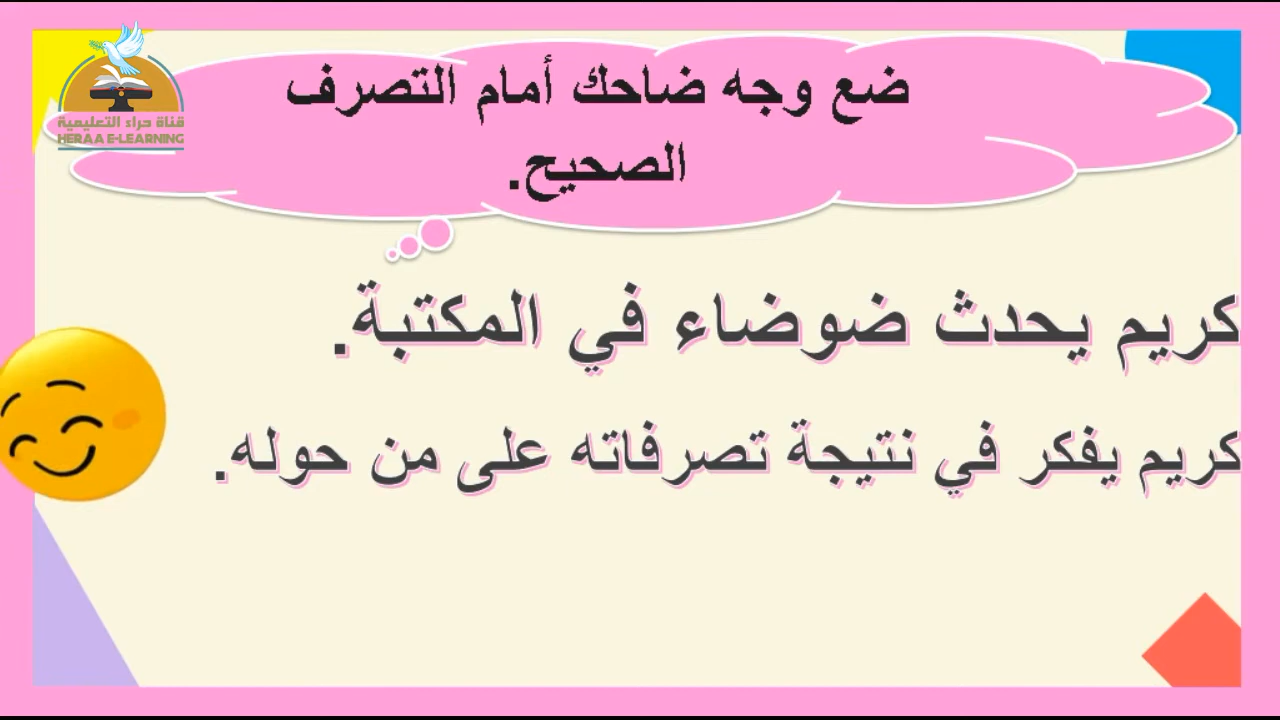 قناة حراء التعليمية
HERAA E-LEARNING
ضع وجه ضاحك أمام التصرف
الصحيح.
كريم يحدث ضوضاء في المكتبة.
كريم يفكر في نتيجة تصرفاته على من حوله.